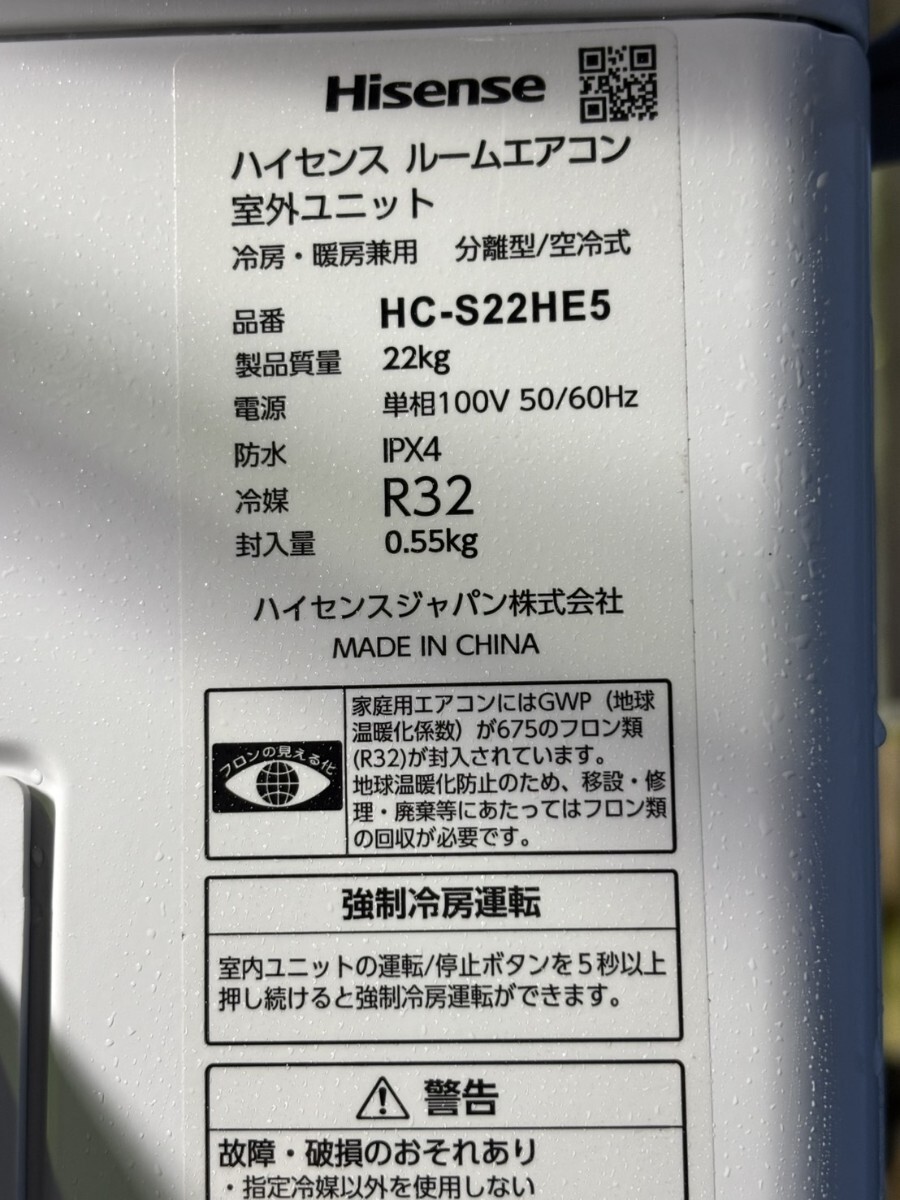 Hisense
ハイセンス ルームエアコン
室外ユニット
冷房・暖房兼用 分離型/空冷式
品番 HC-S22HE5
製品質量 22kg
電源 単相100V 50/60Hz
防水 IPX4
冷媒 R32
封入量 0.55kg
ハイセンスジャパン株式会社
MADE IN CHINA
フロンの見える化
家庭用エアコンにはGWP（地球
温暖化係数）が675のフロン類
(R32)が封入されています。
地球温暖化防止のため、移設・修
理・廃棄等にあたってはフロン類
の回収が必要です。
強制冷房運転
室内ユニットの運転/停止ボタンを５秒以上
押し続けると強制冷房運転ができます。
警告
故障・破損のおそれあり
・指定冷媒以外を使用しない